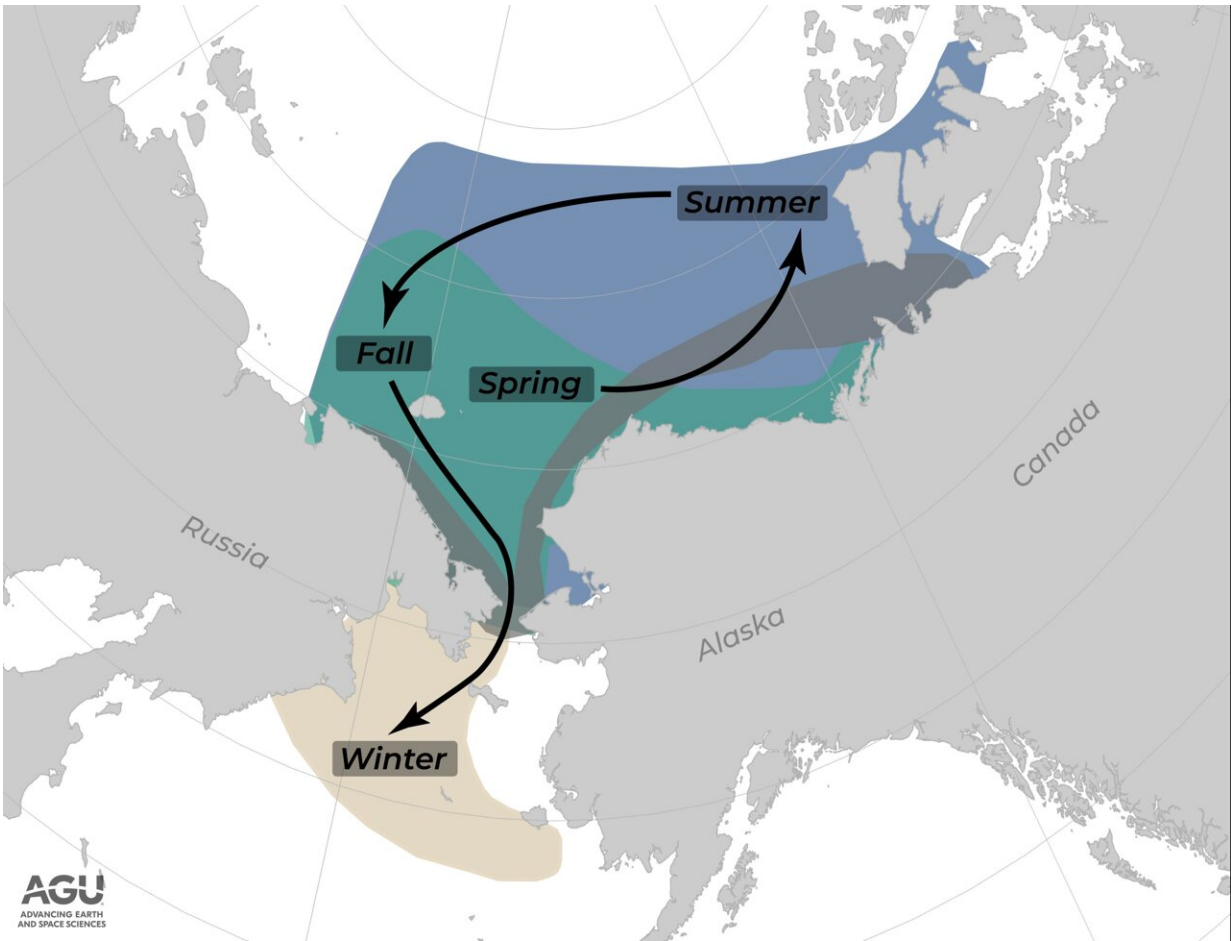 Summer
Fall
Spring
Canada
Russia
Alaska
Winter
AGU
ADVANCING EARTH
AND SPACE SCIENCES